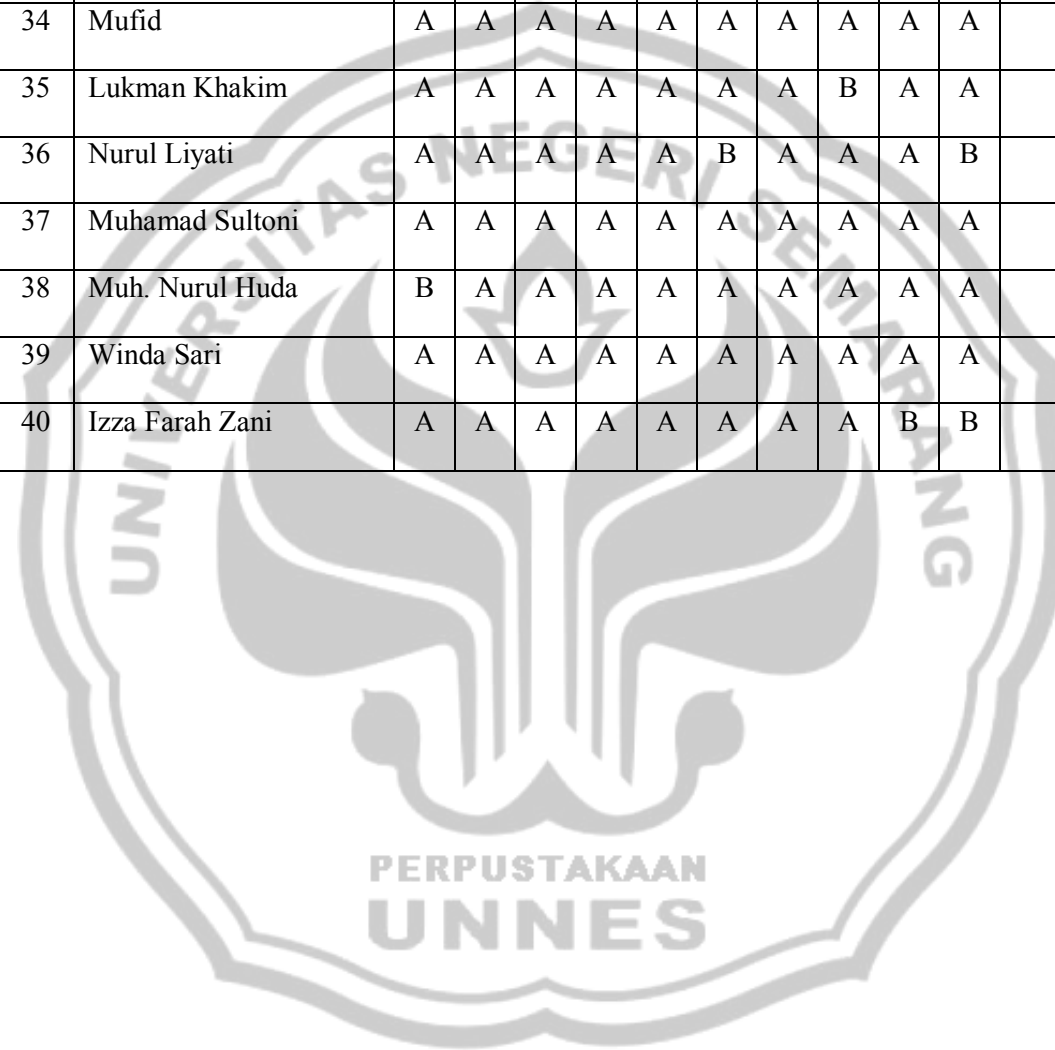 34 Mufid A A A A A A A A A A
35 Lukman Khakim A A A A A A A B A A
36 Nurul Liyati A A A A A B A A A B
37 Muhamad Sultoni A A A A A A A A A A
38 Muh. Nurul Huda B A A A A A A A A A
39 Winda Sari A A A A A A A A A A
40 Izza Farah Zani A A A A A A A A B B
UNIVERSITAS NEGERI SEMARANG
PERPUSTAKAAN
UNNES